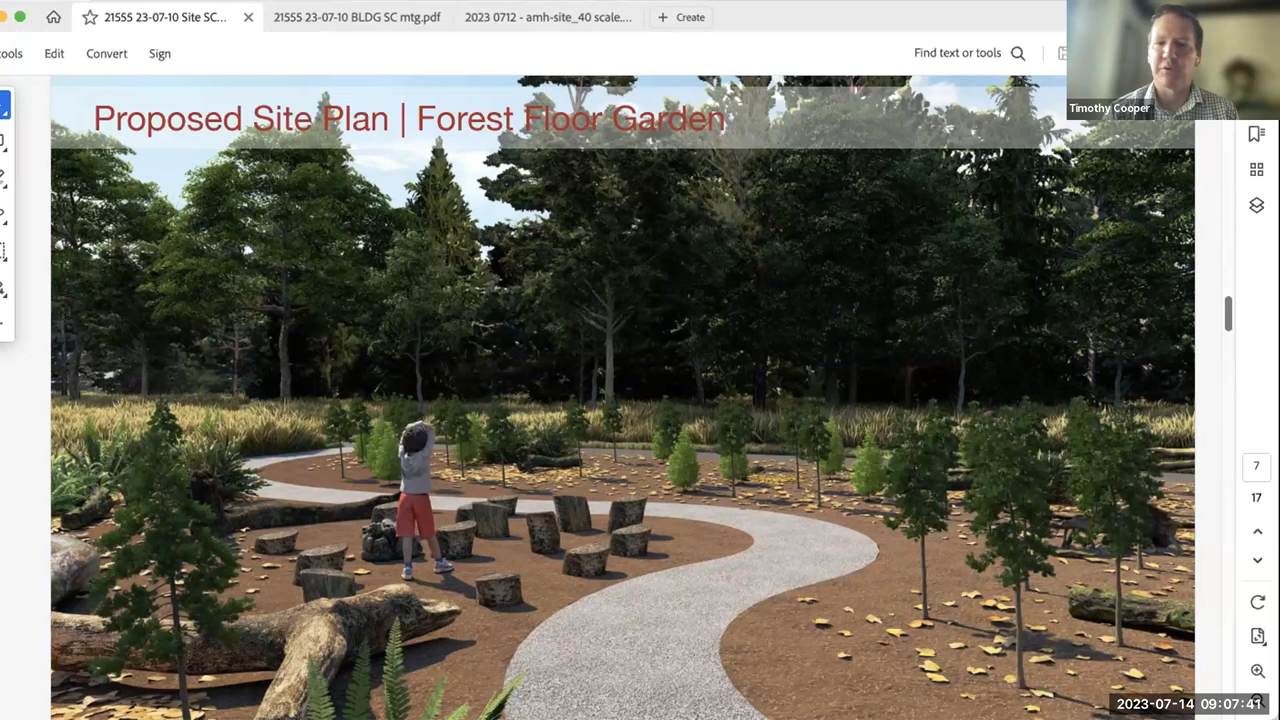 21555 23-07-10 Site SC...
21555 23-07-10 BLDG SC mtg.pdf
2023 0712 - amh-site_40 scale....
Create
ools
Edit
Convert
Sign
Find text or tools
Timothy Cooper
Proposed Site Plan | Forest Floor Garden
7
17
2023-07-14 09:07:41